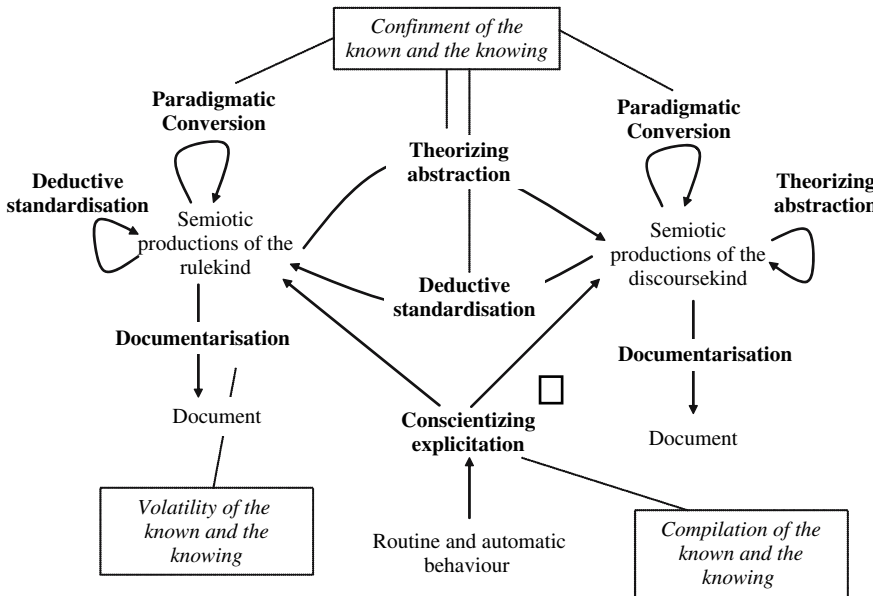 Confinment of the
known and the knowing
Paradigmatic
Conversion
Paradigmatic
Conversion
Theorizing
abstraction
Deductive
standardisation
Theorizing
abstraction
Semiotic
productions of the
rulekind
Semiotic
productions of the
discoursekind
Deductive
standardisation
Documentarisation
Documentarisation
Document
Conscientizing
explicitation
Document
Volatility of the
known and the
knowing
Routine and automatic
behaviour
Compilation of the
known and the
knowing